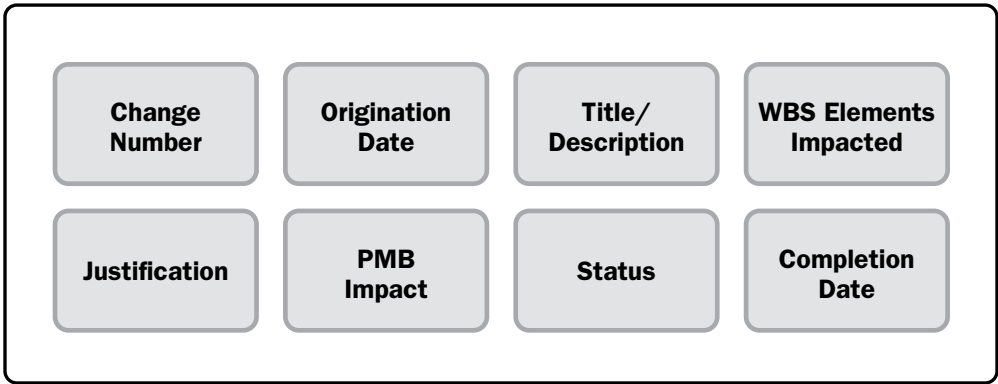 Change
Number
Origination
Date
Title/
Description
WBS Elements
Impacted
Justification
PMB
Impact
Status
Completion
Date